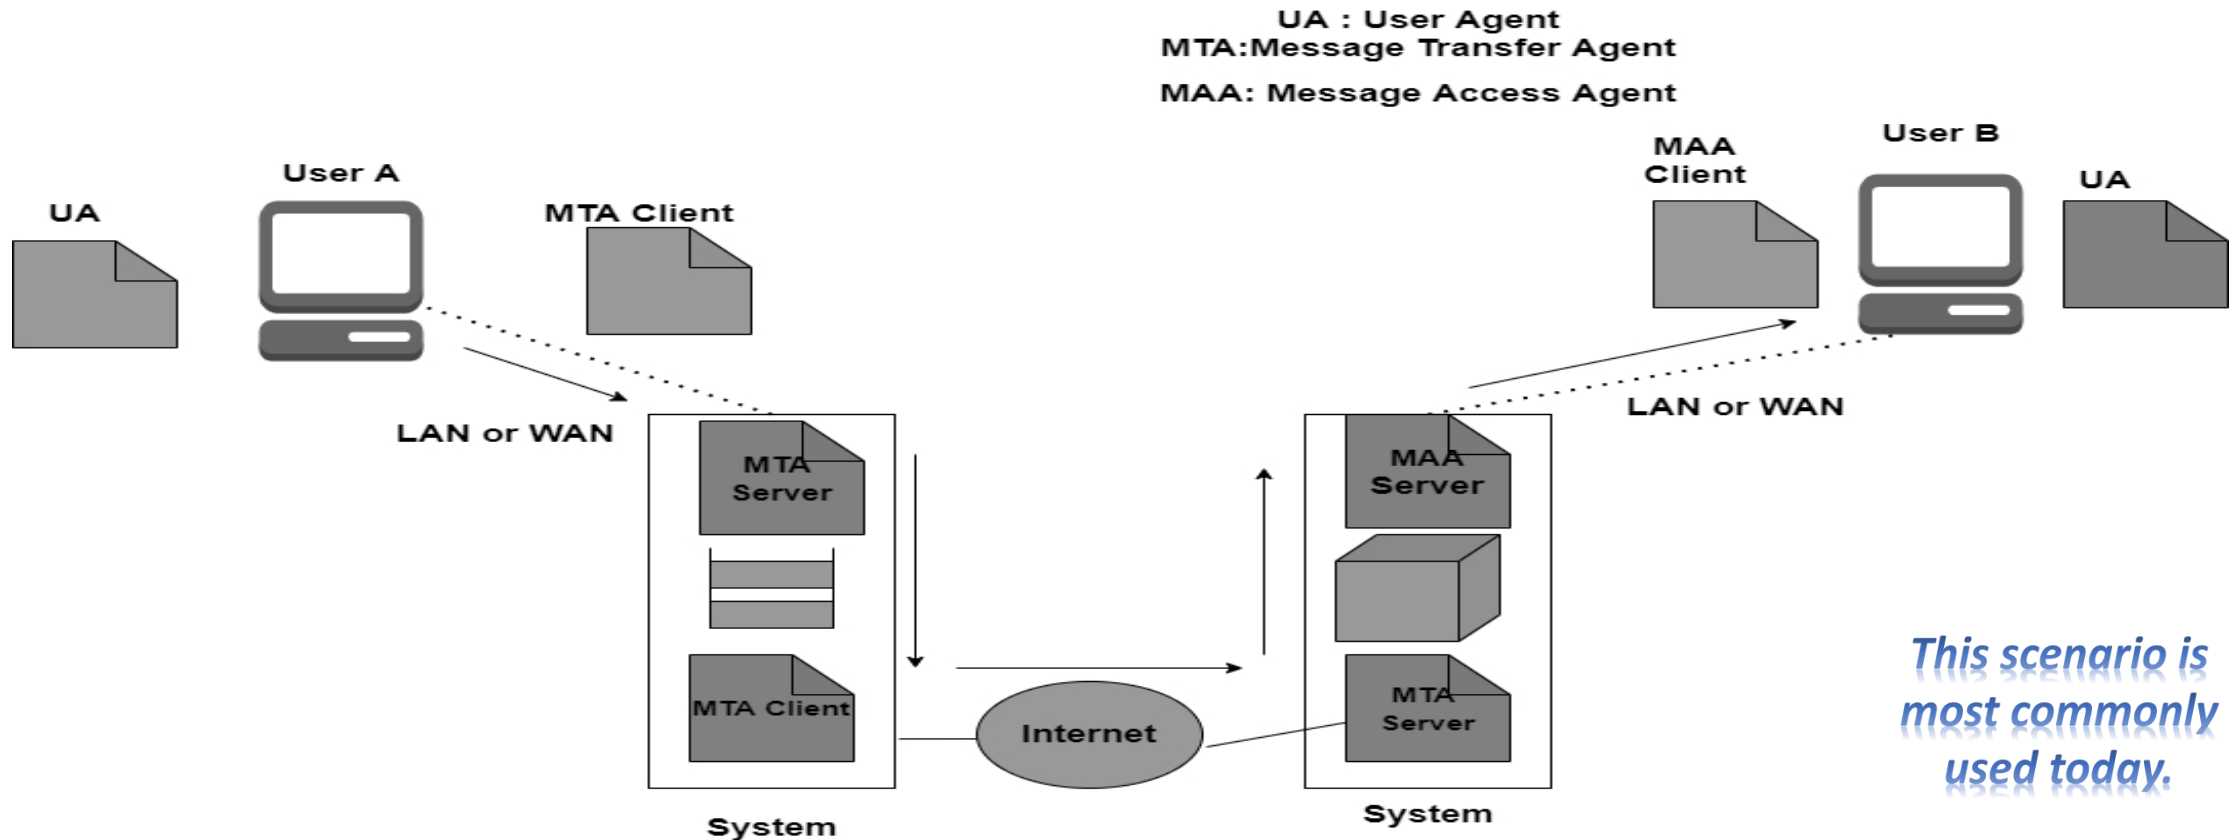 UA : User Agent
MTA:Message Transfer Agent
MAA: Message Access Agent
User A
UA
MTA Client
MAA
Client
User B
UA
LAN or WAN
LAN or WAN
MTA
Server
MTA Client
System
Internet
MAA
Server
MTA
Server
System
This scenario is
most commonly
used today.